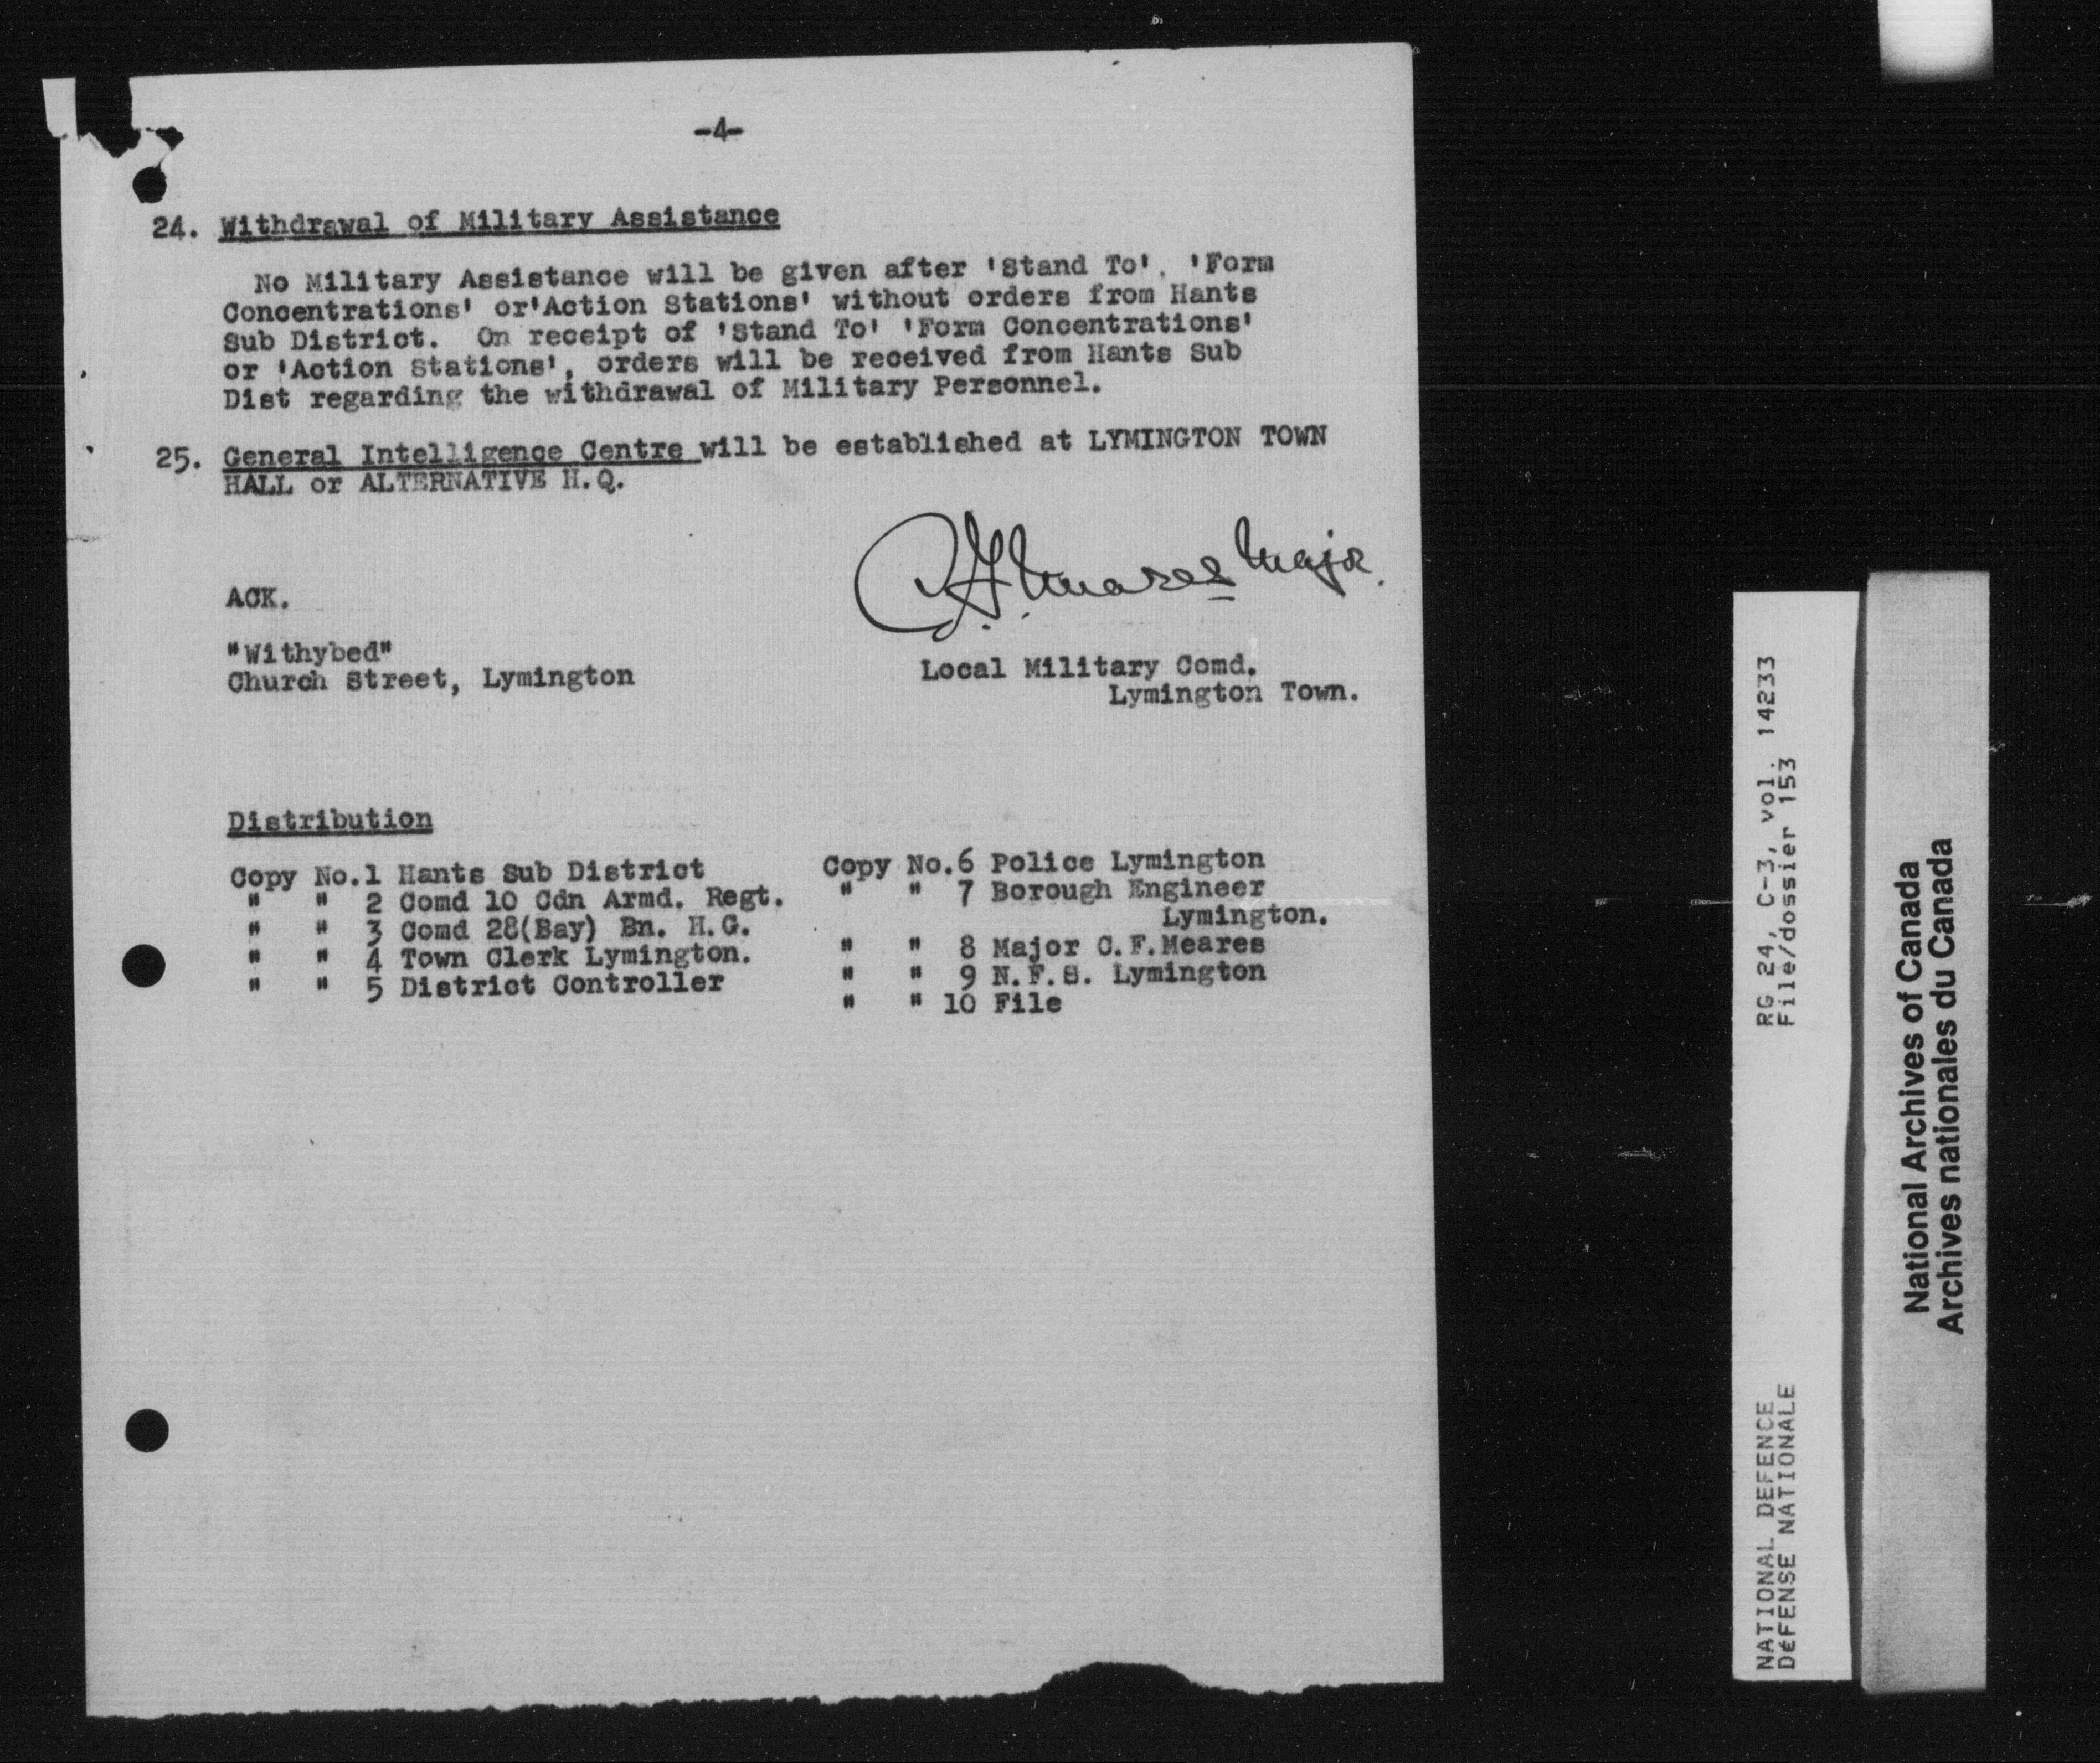 -4-
24. Withdrawal of Military Assistance
No Military Assistance will be given after 'Stand To', 'Form
Concentrations' or'Action Stations' without orders from Hants
Sub District. On receipt of 'Stand To' 'Form Concentrations'
or 'Action Stations', orders will be received from Hants Sub
Dist regarding the withdrawal of Military Personnel.
25. General Intelligence Centre will be established at LYMINGTON TOWN
HALL or ALTERNATIVE H.Q.
C.F. Meares Major.
ACK.
"Withybed"
Church Street, Lymington
Local Military Comd.
Lymington Town.
Distribution
Copy No.1 Hants Sub District
" " 2 Comd 10 Cdn Armd. Regt.
" " 3 Comd 28(Bay) Bn. H.G.
" " 4 Town Clerk Lymington.
" " 5 District Controller
Copy No.6 Police Lymington
" " 7 Borough Engineer
Lymington.
" " 8 Major C.F.Meares
" " 9 N.F.S. Lymington
" " 10 File
RG 24, C-3, vol. 14233
File/dossier 153
NATIONAL DEFENCE
DéFENSE NATIONALE
National Archives of Canada
Archives nationales du Canada